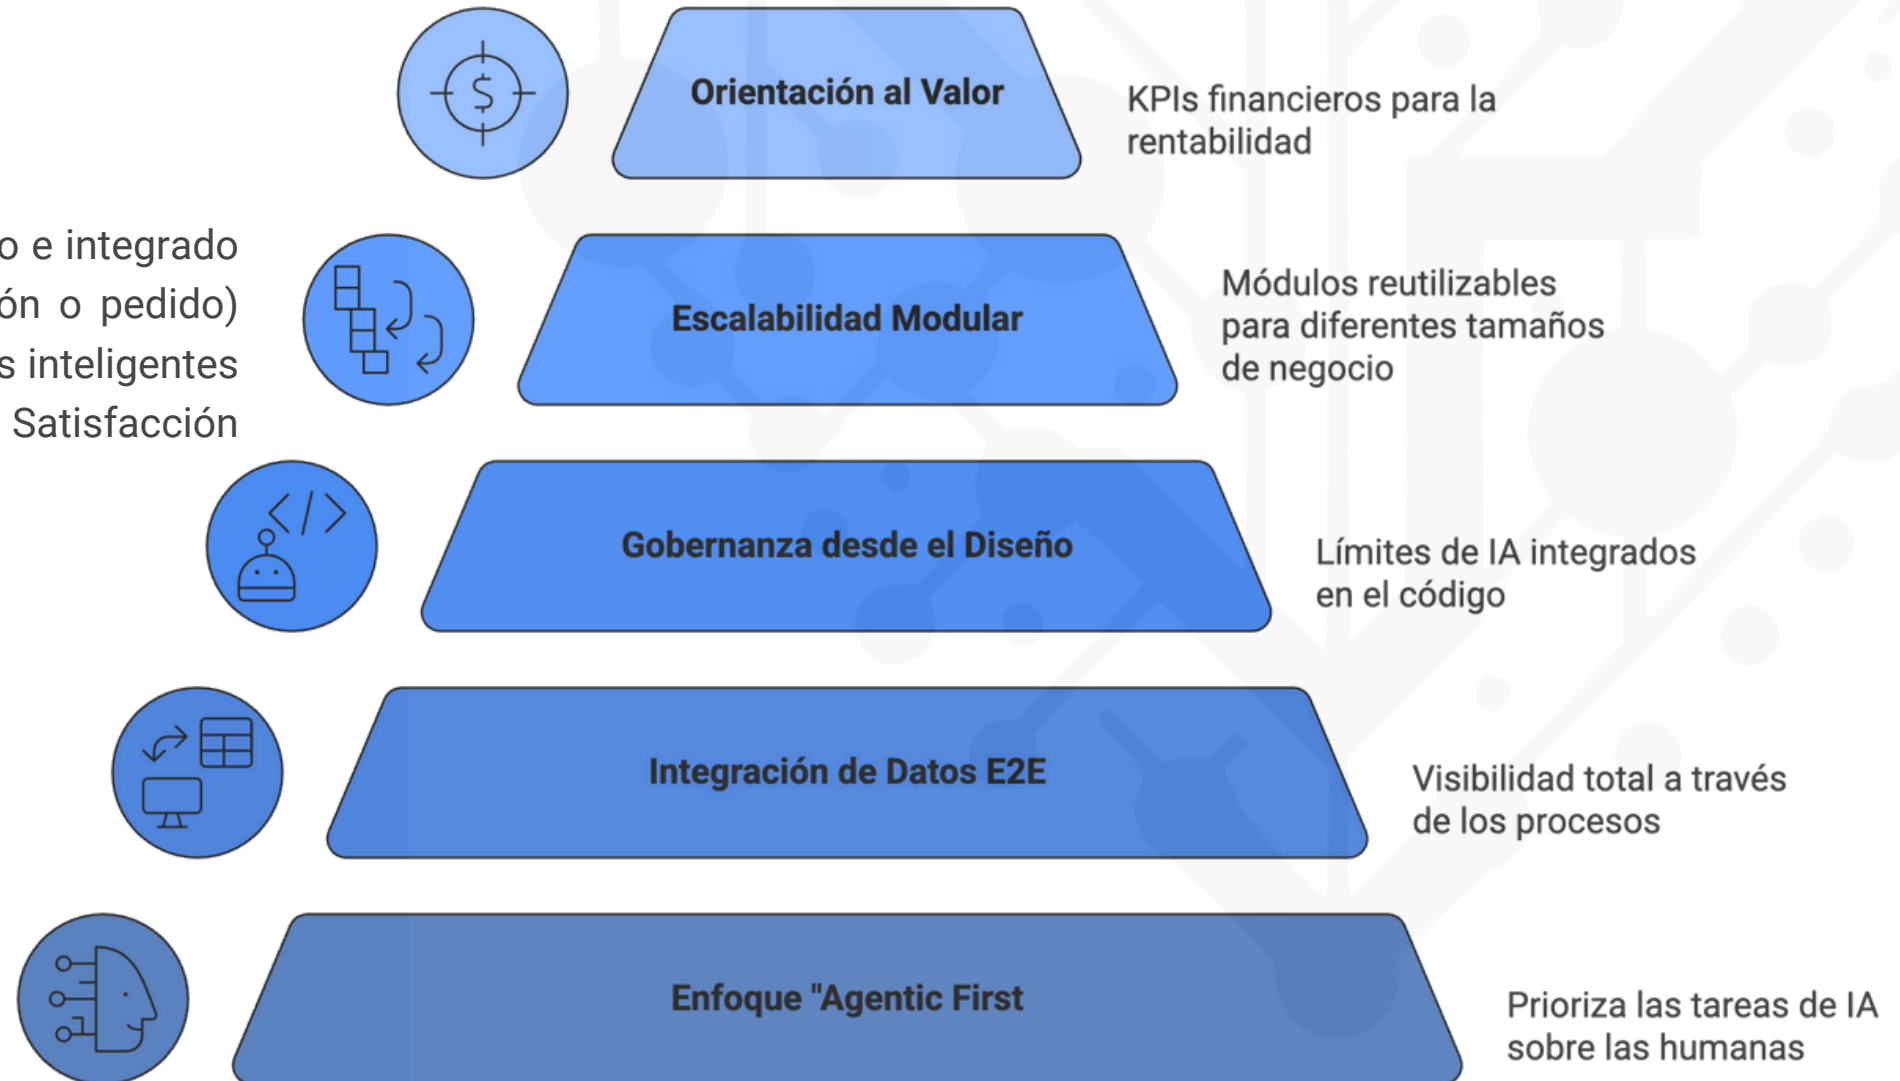 Orientación al Valor
KPIs financieros para la
rentabilidad
o e integrado
ón o pedido)
s inteligentes
Satisfacción
Escalabilidad Modular
Módulos reutilizables
para diferentes tamaños
de negocio
Gobernanza desde el Diseño
Límites de IA integrados
en el código
Integración de Datos E2E
Visibilidad total a través
de los procesos
Enfoque "Agentic First
Prioriza las tareas de IA
sobre las humanas